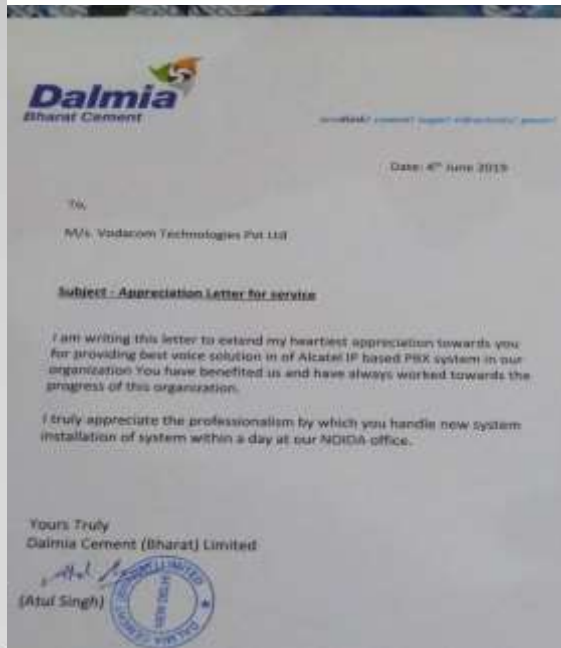 Dalmia
Bharat Cement
Date: 4th June 2019
To,
M/s. Vodacom Technologies Pvt Ltd
Subject - Appreciation Letter for service
I am writing this letter to extend my heartiest appreciation towards you
for providing best voice solution in of Alcatel IP based PBX system in our
organization You have benefited us and have always worked towards the
progress of this organization.
I truly appreciate the professionalism by which you handle new system
installation of system within a day at our NOIDA office.
Yours Truly
Dalmia Cement (Bharat) Limited
(Atul Singh)